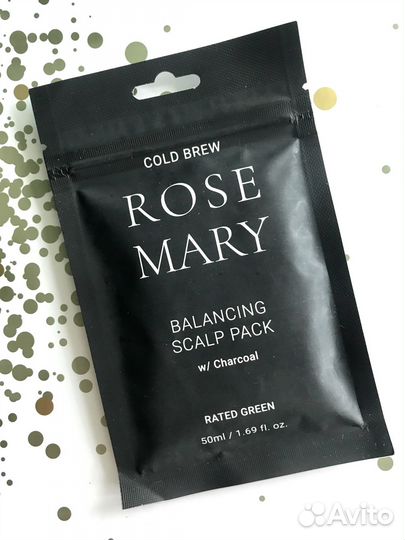 COLD BREW
ROSE
MARY
BALANCING
SCALP PACK
w/ Charcoal
RATED GREEN
50ml / 1.69 fl. oz.
Avito